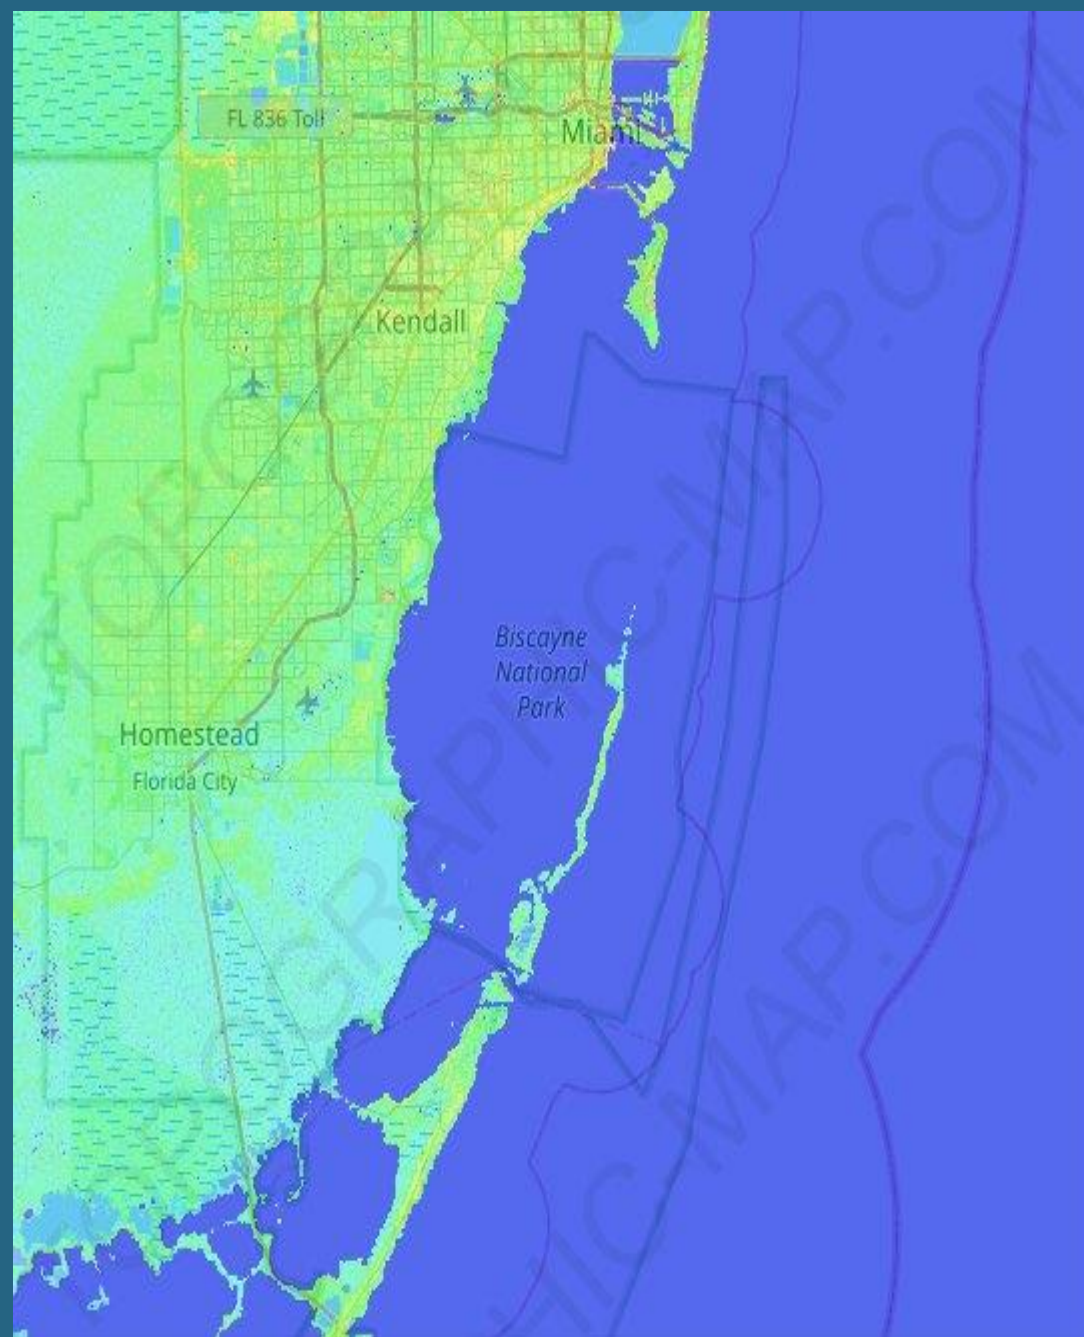 FL 836 Toll
Miami
Kendall
Biscayne
National
Park
Homestead
Florida City
TOPOGRAPHIC-MAP.COM
TOPOGRAPHIC-MAP.COM